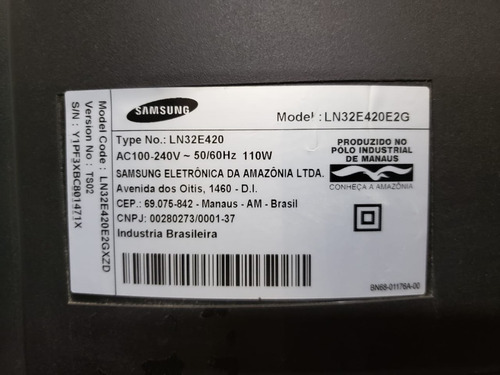 SAMSUNG
Model : LN32E420E2G
Type No.: LN32E420
AC100-240V ~ 50/60Hz 110W
SAMSUNG ELETRÔNICA DA AMAZÔNIA LTDA.
Avenida dos Oitis, 1460 - D.I.
CEP.: 69.075-842 - Manaus - AM - Brasil
CNPJ: 00280273/0001-37
Industria Brasileira
PRODUZIDO NO
POLO INDUSTRIAL
DE MANAUS
CONHEÇA A AMAZÔNIA
BN68-01176A-00
Model Code : LN32E420E2GXZD
Version No : TS02
S/N : Y1PF3XBC801471X